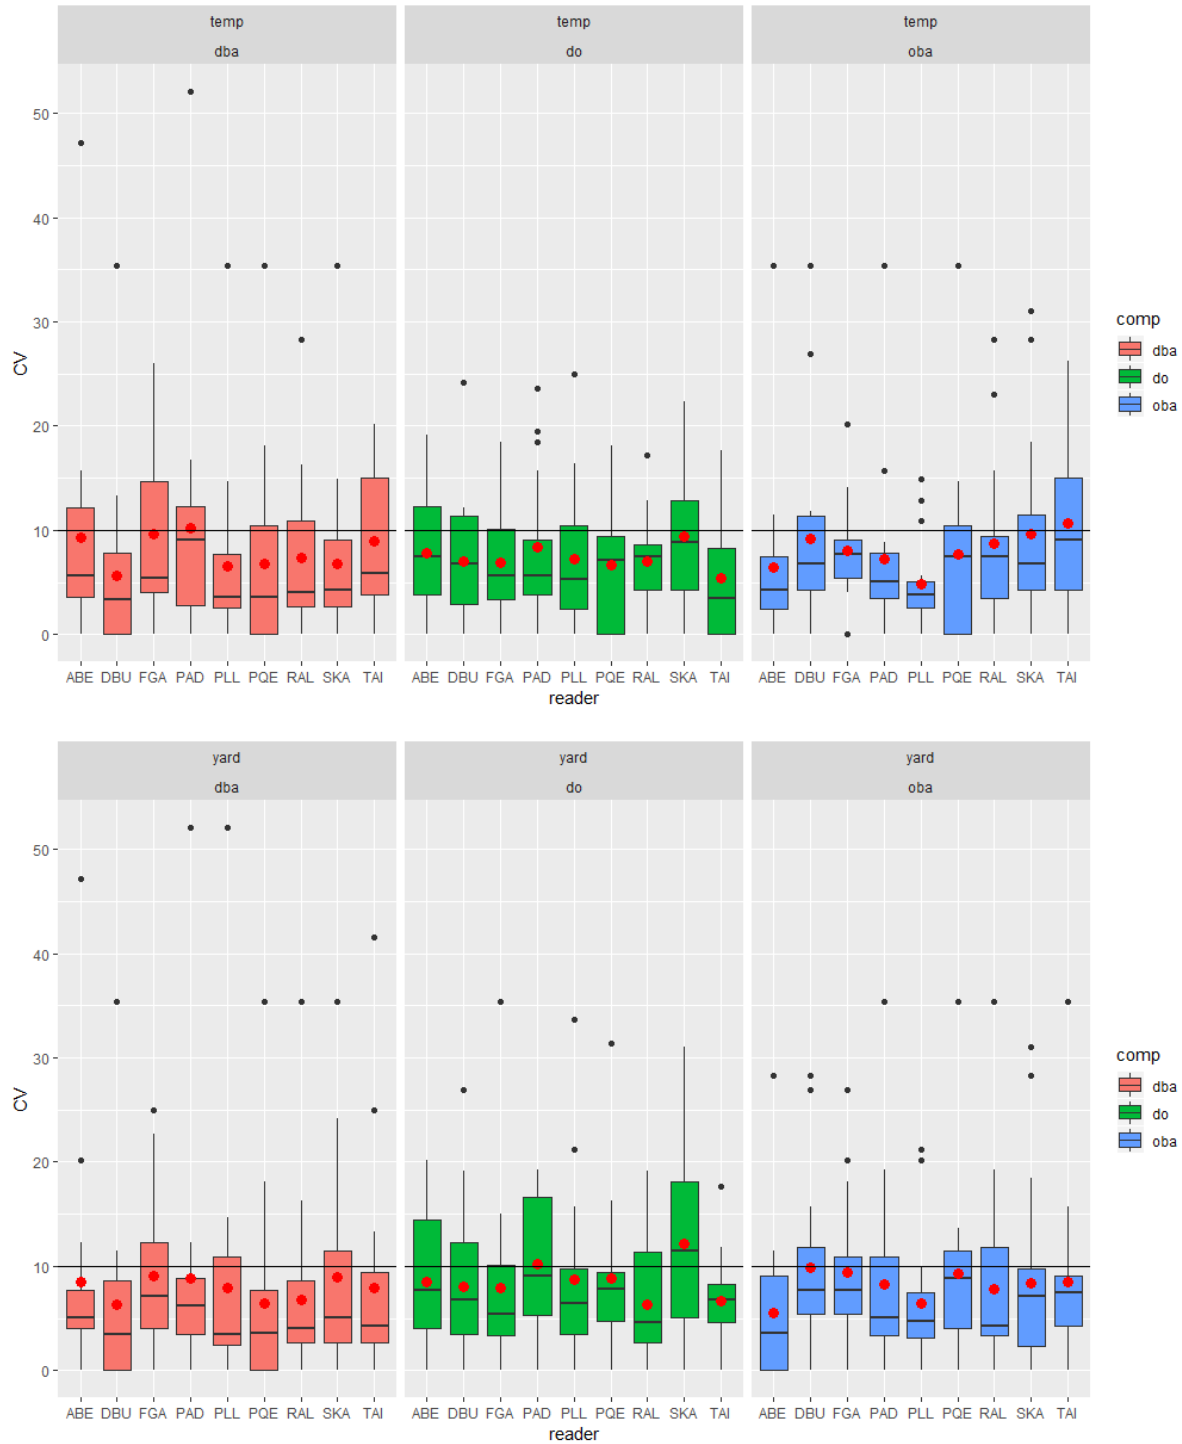 temp temp temp
dba do oba
50
40
30
20
10
0
CV
ABE DBU FGA PAD PLL PQE RAL SKA TAI ABE DBU FGA PAD PLL PQE RAL SKA TAI ABE DBU FGA PAD PLL PQE RAL SKA TAI
reader
comp
dba
do
oba
yard yard yard
dba do oba
50
40
30
20
10
0
CV
ABE DBU FGA PAD PLL PQE RAL SKA TAI ABE DBU FGA PAD PLL PQE RAL SKA TAI ABE DBU FGA PAD PLL PQE RAL SKA TAI
reader
comp
dba
do
oba